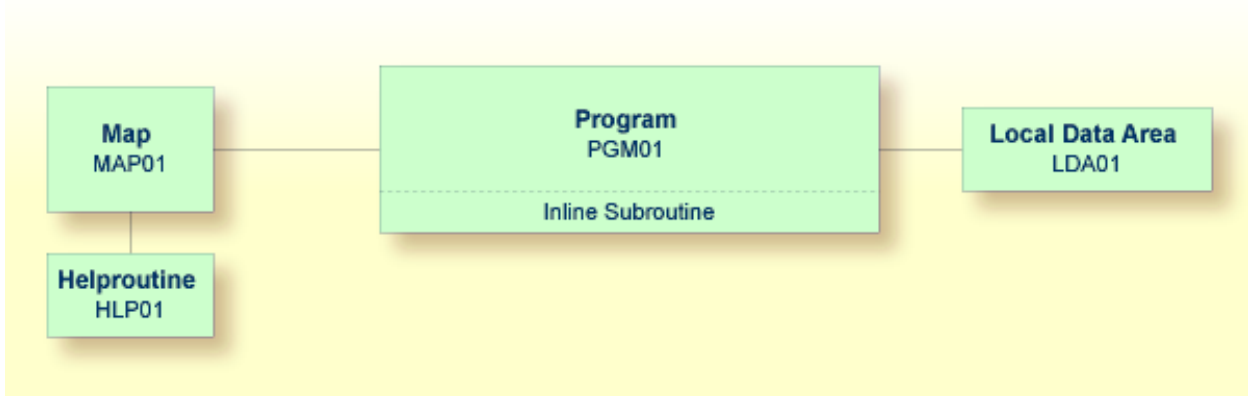 Map
MAP01
Program
PGM01
Inline Subroutine
Local Data Area
LDA01
Helproutine
HLP01